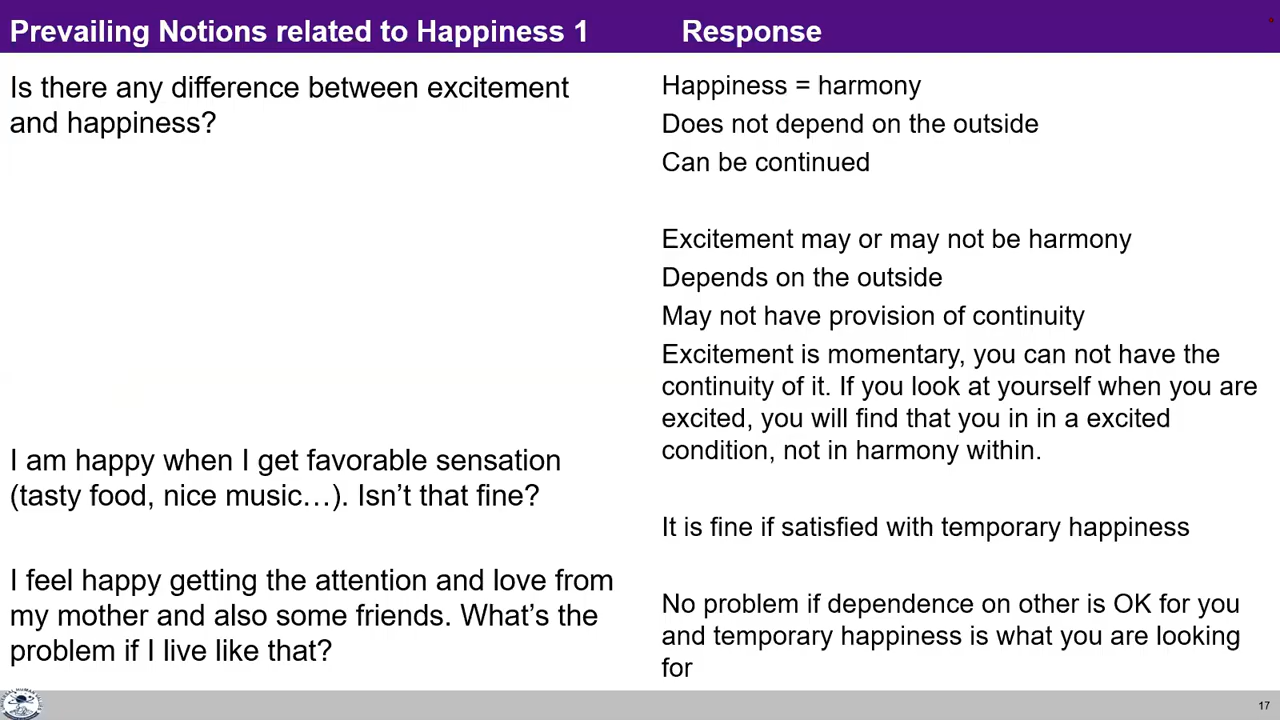 Prevailing Notions related to Happiness 1
Response
Is there any difference between excitement
and happiness?
Happiness = harmony
Does not depend on the outside
Can be continued
Excitement may or may not be harmony
Depends on the outside
May not have provision of continuity
Excitement is momentary, you can not have the
continuity of it. If you look at yourself when you are
excited, you will find that you in in a excited
condition, not in harmony within.
I am happy when I get favorable sensation
(tasty food, nice music…). Isn’t that fine?
It is fine if satisfied with temporary happiness
I feel happy getting the attention and love from
my mother and also some friends. What’s the
problem if I live like that?
No problem if dependence on other is OK for you
and temporary happiness is what you are looking
for
17